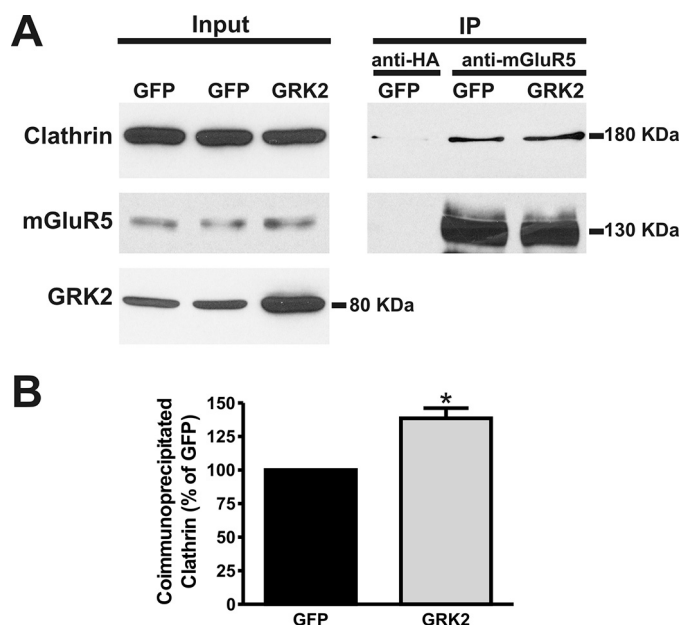 A
Input
IP
anti-HA anti-mGluR5
GFP GFP GRK2 GFP GFP GRK2
Clathrin 180 KDa
mGluR5 130 KDa
GRK2 80 KDa
B
Coimmunoprecipitated
Clathrin (% of GFP)
150
125
100
75
50
25
0
*
GFP GRK2